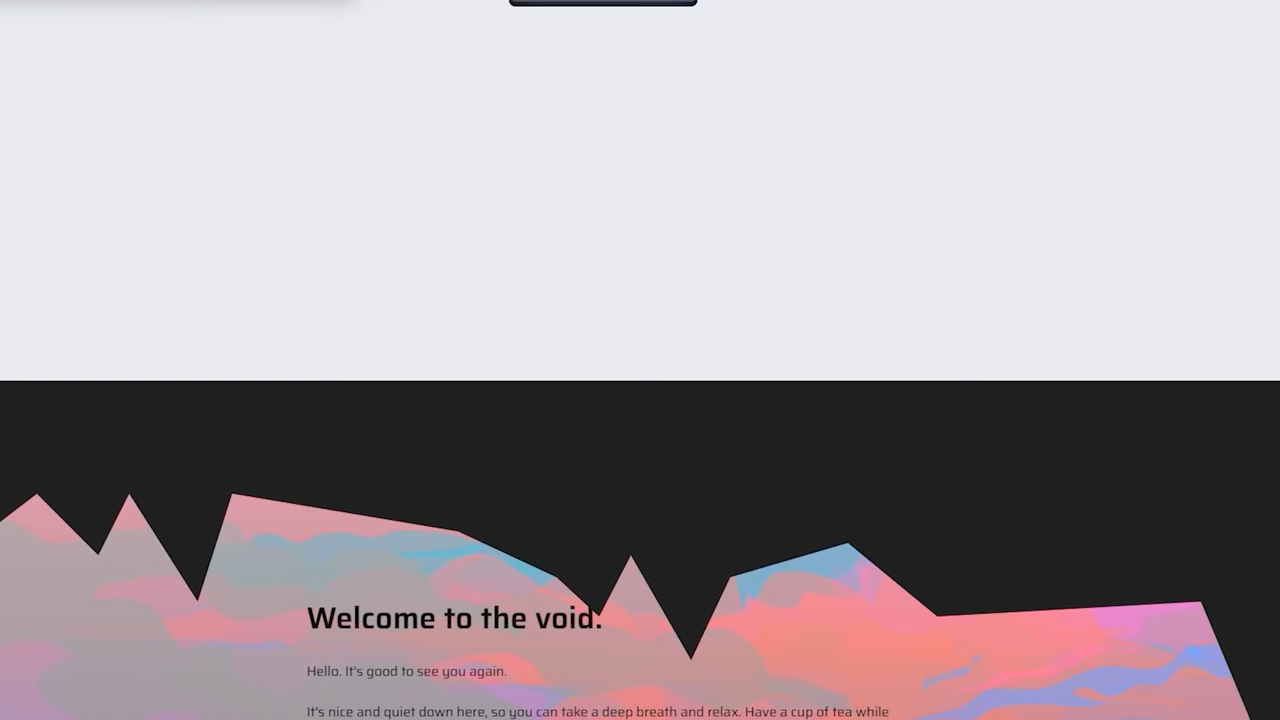 Welcome to the void.
Hello. It's good to see you again.
It's nice and quiet down here, so you can take a deep breath and relax. Have a cup of tea while